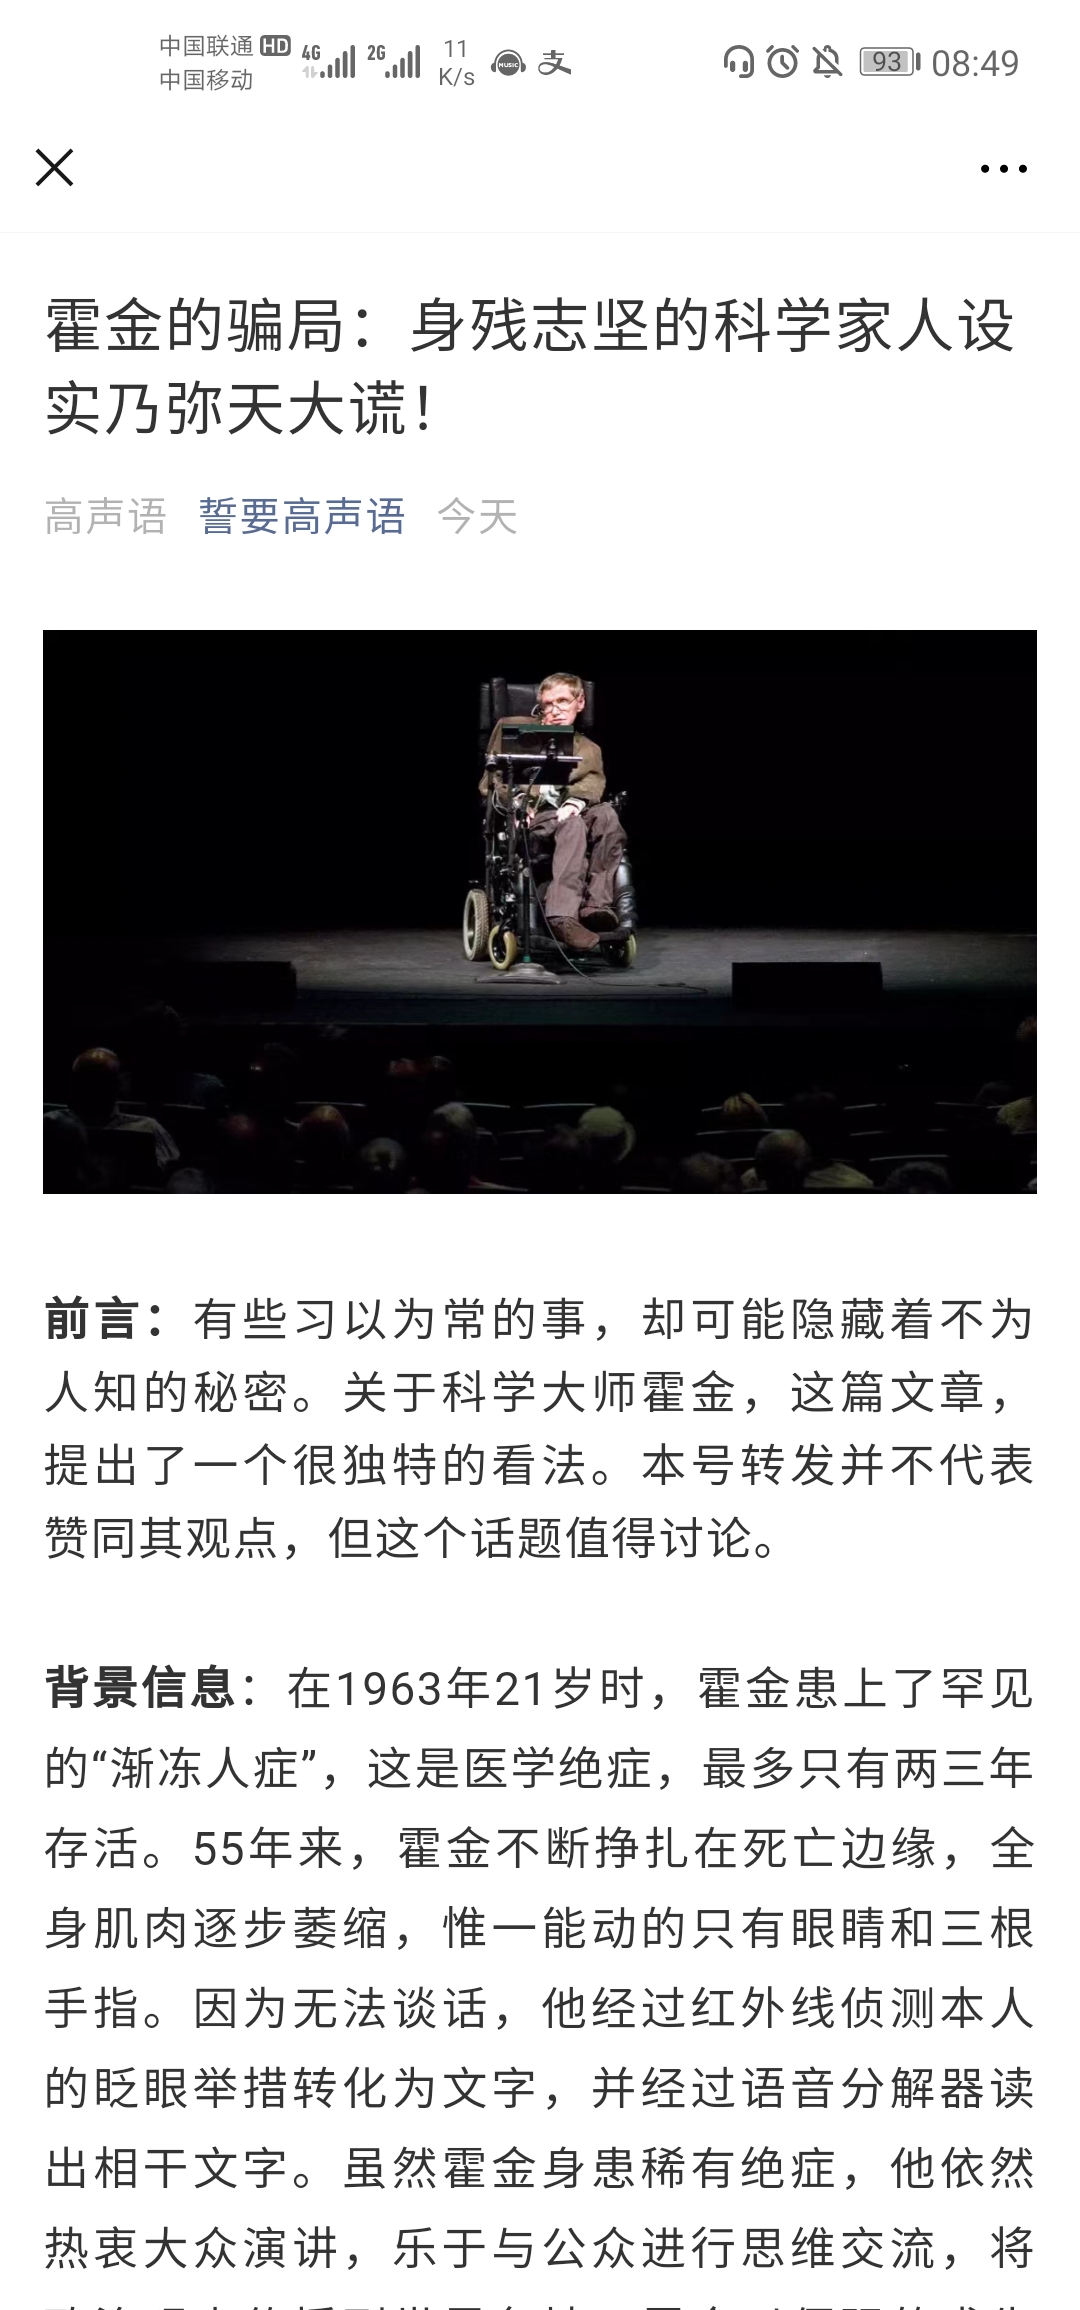 中国联通 HD 4G 2G 11 支 93 08:49
中国移动 K/s
霍金的骗局：身残志坚的科学家人设
实乃弥天大谎！
高声语 誓要高声语 今天
前言：有些习以为常的事，却可能隐藏着不为
人知的秘密。关于科学大师霍金，这篇文章，
提出了一个很独特的看法。本号转发并不代表
赞同其观点，但这个话题值得讨论。
背景信息：在1963年21岁时，霍金患上了罕见
的“渐冻人症”，这是医学绝症，最多只有两三年
存活。55年来，霍金不断挣扎在死亡边缘，全
身肌肉逐步萎缩，惟一能动的只有眼睛和三根
手指。因为无法谈话，他经过红外线侦测本人
的眨眼举措转化为文字，并经过语音分解器读
出相干文字。虽然霍金身患稀有绝症，他依然
热衷大众演讲，乐于与公众进行思维交流，将